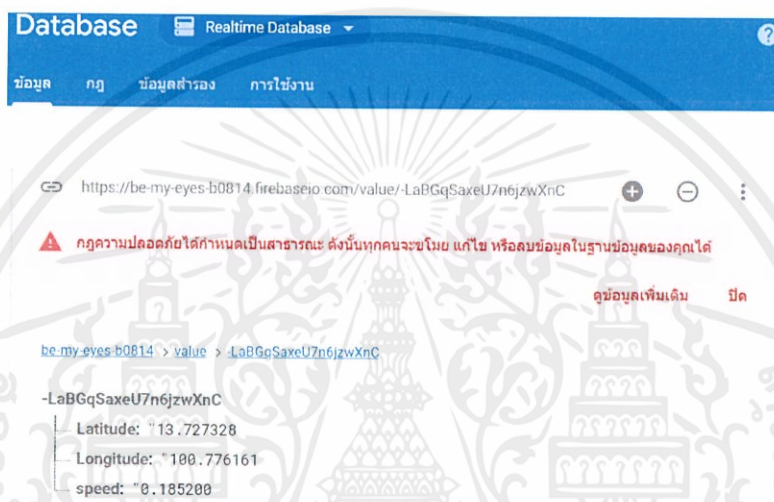 Database Realtime Database
ข้อมูล กฎ ข้อมูลสำรอง การใช้งาน
https://be-my-eyes-b0814.firebaseio.com/value/-LaBGqSaxeU7n6jzwXnC
กฎความปลอดภัยได้กำหนดเป็นสาธารณะ ดังนั้นทุกคนจะขโมย แก้ไข หรือลบข้อมูลในฐานข้อมูลของคุณได้
ดูข้อมูลเพิ่มเติม ปิด
be-my-eyes-b0814 > value > -LaBGqSaxeU7n6jzwXnC
-LaBGqSaxeU7n6jzwXnC
Latitude: "13.727328
Longitude: "100.776161
speed: "0.185200